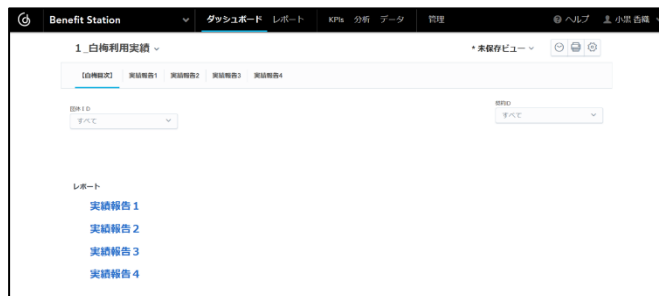 Benefit Station ダッシュボード レポート KPIs 分析 データ 管理 ヘルプ 小黒 香織
1_白梅利用実績 * 未保存ビュー
【白梅目次】 実績報告1 実績報告2 実績報告3 実績報告4
団体ID
すべて すべて
レポート
実績報告1
実績報告2
実績報告3
実績報告4